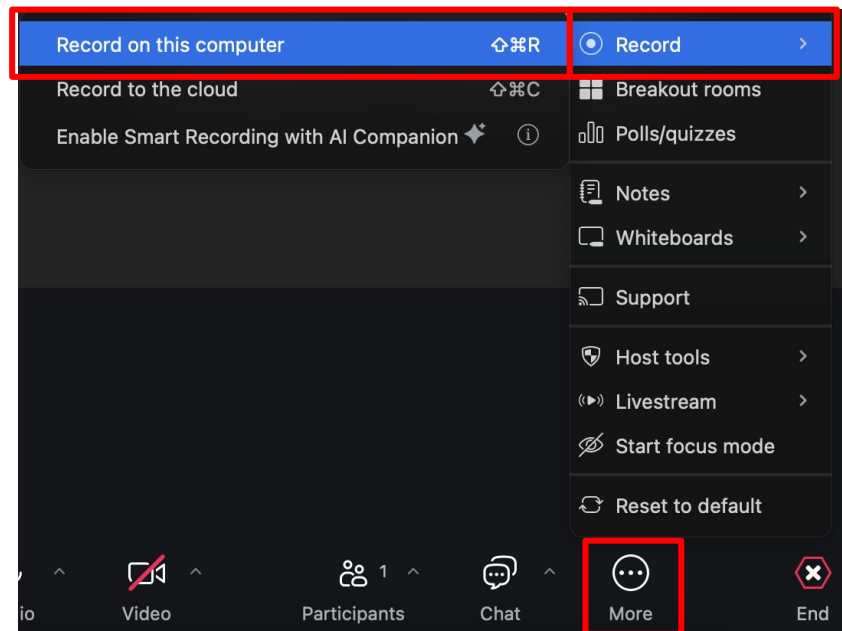 Record on this computer ⇧⌘R
Record to the cloud ⇧⌘C
Enable Smart Recording with AI Companion
Record
Breakout rooms
Polls/quizzes
Notes
Whiteboards
Support
Host tools
Livestream
Start focus mode
Reset to default
1
io Video Participants Chat More End